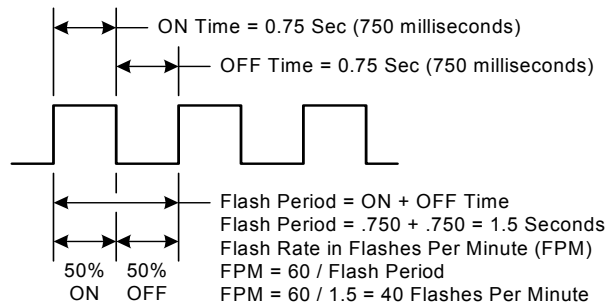 ON Time = 0.75 Sec (750 milliseconds)
OFF Time = 0.75 Sec (750 milliseconds)
Flash Period = ON + OFF Time
Flash Period = .750 + .750 = 1.5 Seconds
Flash Rate in Flashes Per Minute (FPM)
50% 50% FPM = 60 / Flash Period
ON OFF FPM = 60 / 1.5 = 40 Flashes Per Minute